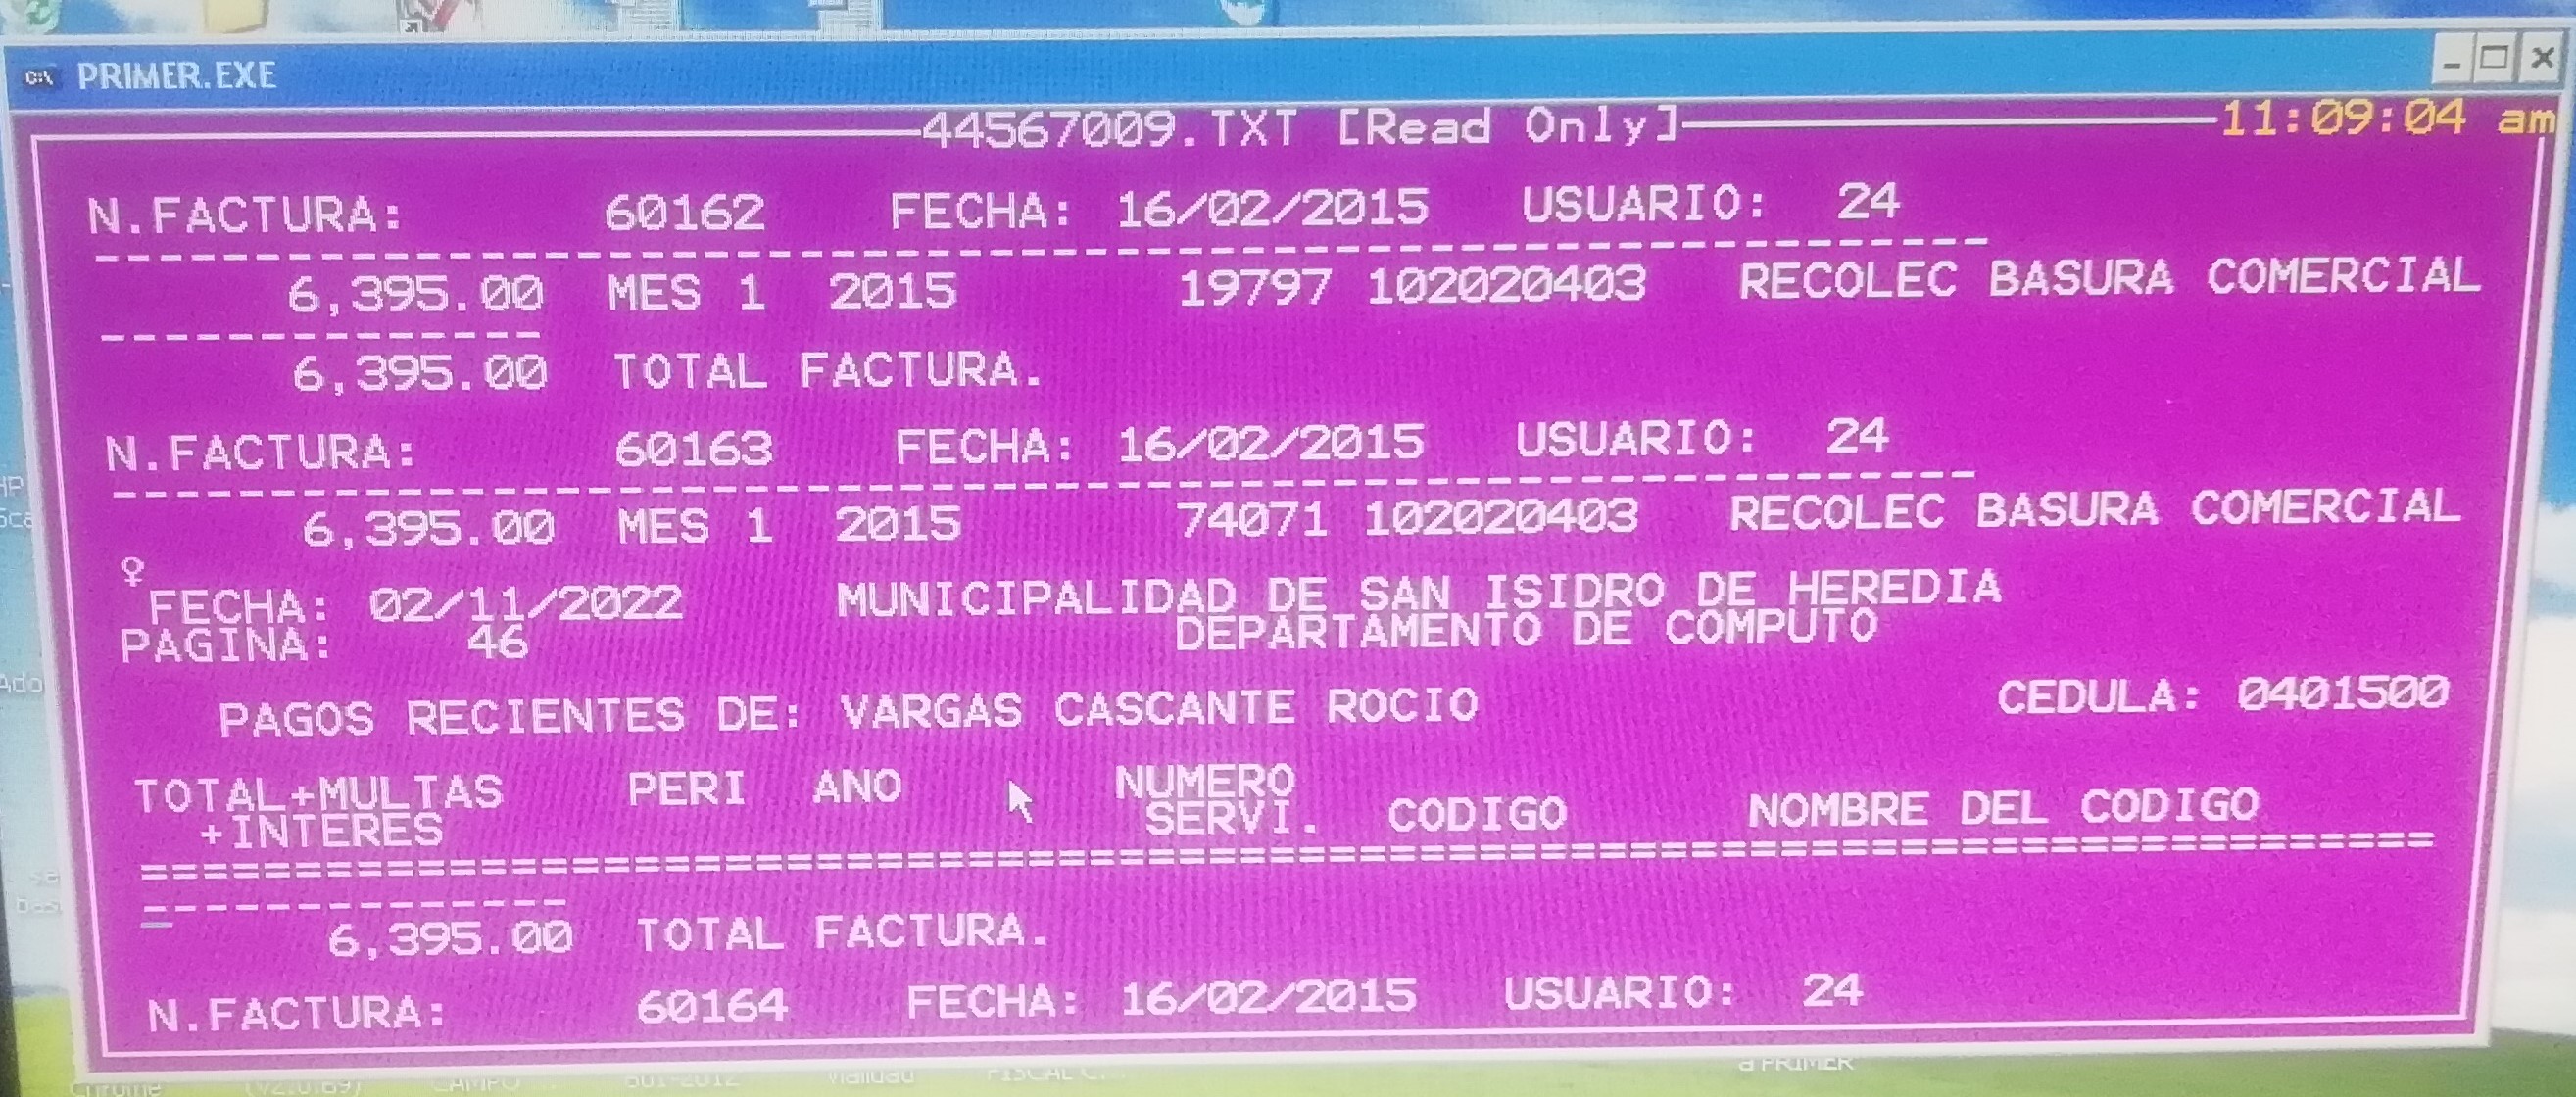 PRIMER.EXE
44567009.TXT [Read Only] 11:09:04 am
N.FACTURA: 60162 FECHA: 16/02/2015 USUARIO: 24
------------------------------------------------------------
6,395.00 MES 1 2015 19797 102020403 RECOLEC BASURA COMERCIAL
--------------
6,395.00 TOTAL FACTURA.
N.FACTURA: 60163 FECHA: 16/02/2015 USUARIO: 24
------------------------------------------------------------
6,395.00 MES 1 2015 74071 102020403 RECOLEC BASURA COMERCIAL
♀
FECHA: 02/11/2022 MUNICIPALIDAD DE SAN ISIDRO DE HEREDIA
PAGINA: 46 DEPARTAMENTO DE COMPUTO
PAGOS RECIENTES DE: VARGAS CASCANTE ROCIO CEDULA: 0401500
TOTAL+MULTAS PERI ANO NUMERO
+INTERES SERVI. CODIGO NOMBRE DEL CODIGO
===========================================================================
--------------
6,395.00 TOTAL FACTURA.
N.FACTURA: 60164 FECHA: 16/02/2015 USUARIO: 24
a PRIMER